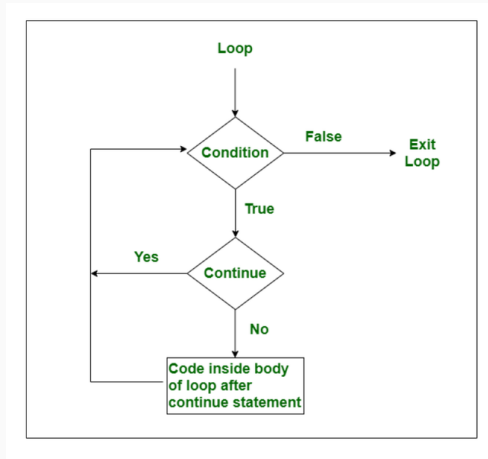 Loop
Condition
False
Exit
Loop
True
Yes
Continue
No
Code inside body
of loop after
continue statement